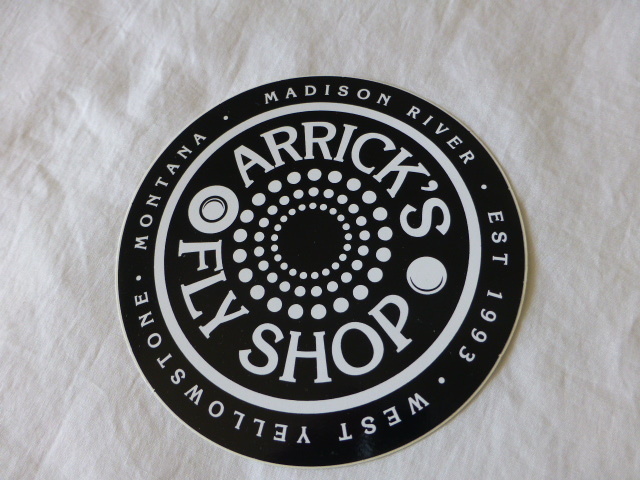 ARRICK'S
FLY SHOP
MONTANA • MADISON RIVER • EST 1993 • WEST YELLOWSTONE •